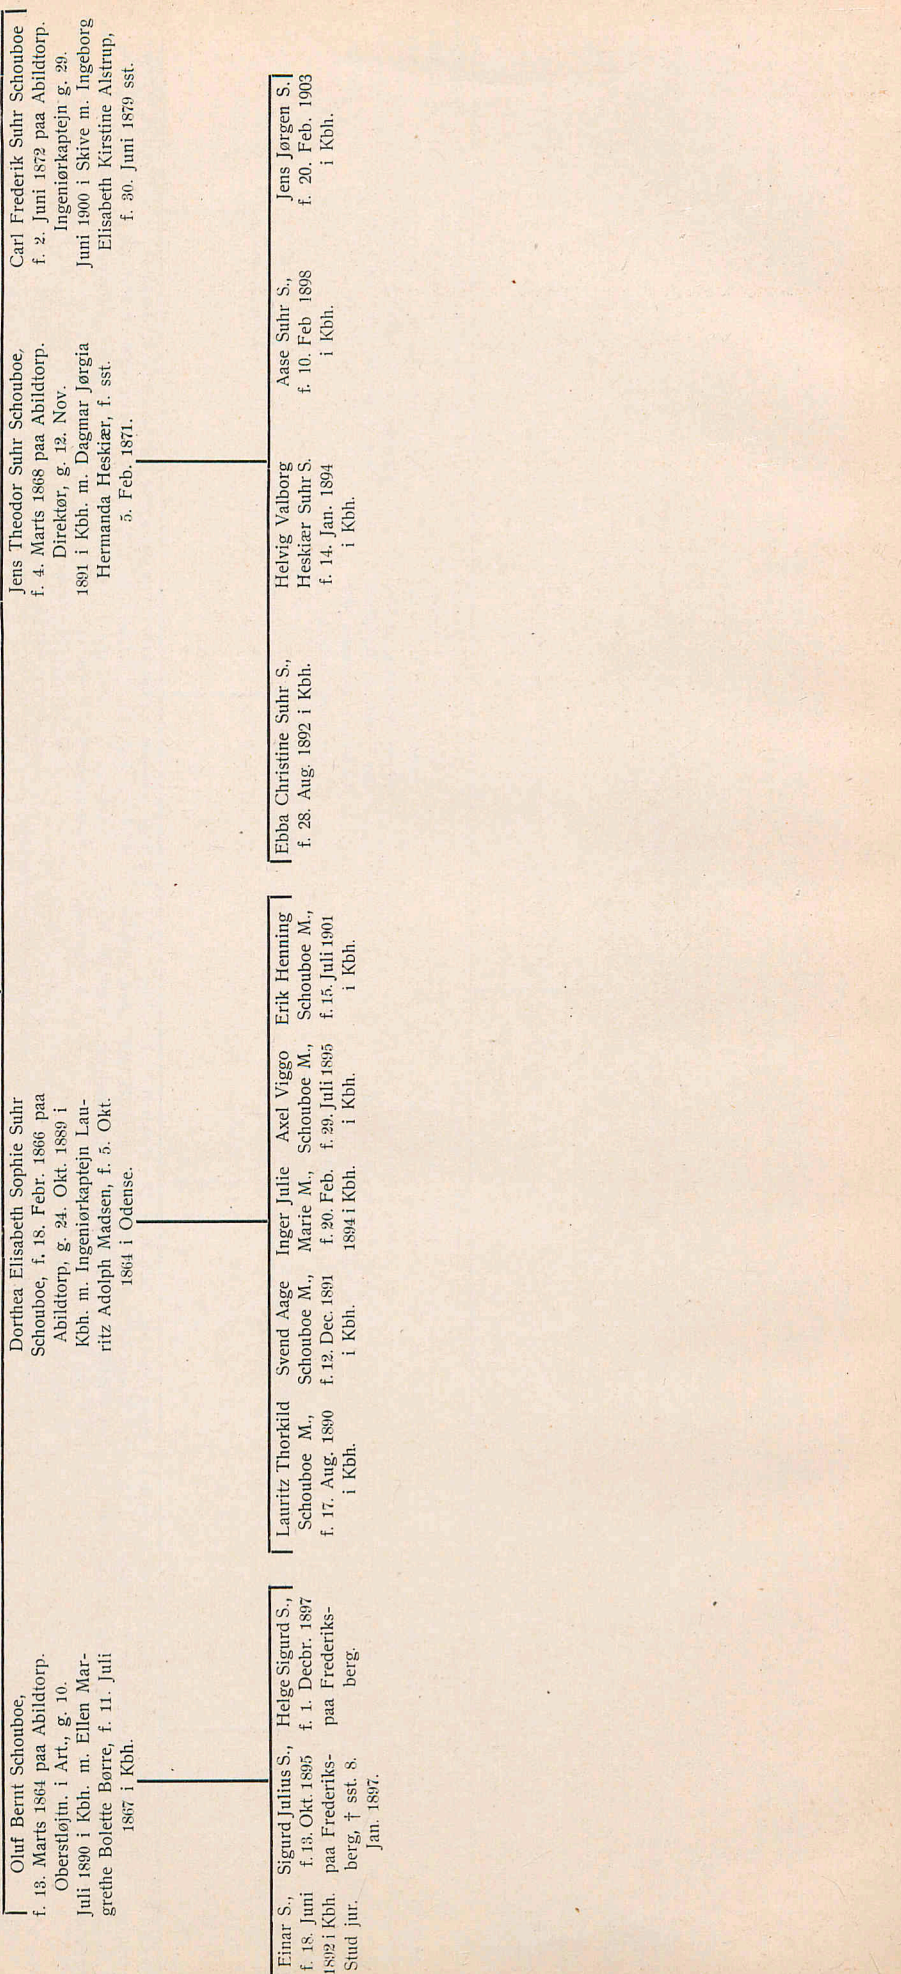 Oluf Bernt Schouboe,
f. 13. Marts 1864 paa Abildtorp.
Oberstløjtn. i Art., g. 10.
Juli 1890 i Kbh. m. Ellen Mar-
grethe Bolette Børre, f. 11. Juli
1867 i Kbh.
Dorthea Elisabeth Sophie Suhr
Schouboe, f. 18. Febr. 1866 paa
Abildtorp, g. 24. Okt. 1889 i
Kbh. m. Ingeniørkaptejn Lau-
ritz Adolph Madsen, f. 5. Okt.
1864 i Odense.
Jens Theodor Suhr Schouboe,
f. 4. Marts 1868 paa Abildtorp.
Direktør, g. 12. Nov.
1891 i Kbh. m. Dagmar Jørgia
Hermanda Heskiær, f. sst.
5. Feb. 1871.
Carl Frederik Suhr Schouboe
f. 2. Juni 1872 paa Abildtorp.
Ingeniørkaptejn g. 29.
Juni 1900 i Skive m. Ingeborg
Elisabeth Kirstine Alstrup,
f. 30. Juni 1879 sst.
Einar S.,
f. 18. Juni
1892 i Kbh.
Stud jur.
Sigurd Julius S.,
f. 13. Okt. 1895
paa Frederiks-
berg, † sst. 8.
Jan. 1897.
Helge Sigurd S.,
f. 1. Decbr. 1897
paa Frederiks-
berg.
Lauritz Thorkild
Schouboe M.,
f. 17. Aug. 1890
i Kbh.
Svend Aage
Schouboe M.,
f. 12. Dec. 1891
i Kbh.
Inger Julie
Marie M.,
f. 20. Feb.
1894 i Kbh.
Axel Viggo
Schouboe M.,
f. 29. Juli 1895
i Kbh.
Erik Henning
Schouboe M.,
f. 15. Juli 1901
i Kbh.
Ebba Christine Suhr S.,
f. 28. Aug. 1892 i Kbh.
Helvig Valborg
Heskiær Suhr S.
f. 14. Jan. 1894
i Kbh.
Aase Suhr S.,
f. 10. Feb 1898
i Kbh.
Jens Jørgen S.
f. 20. Feb. 1903
i Kbh.